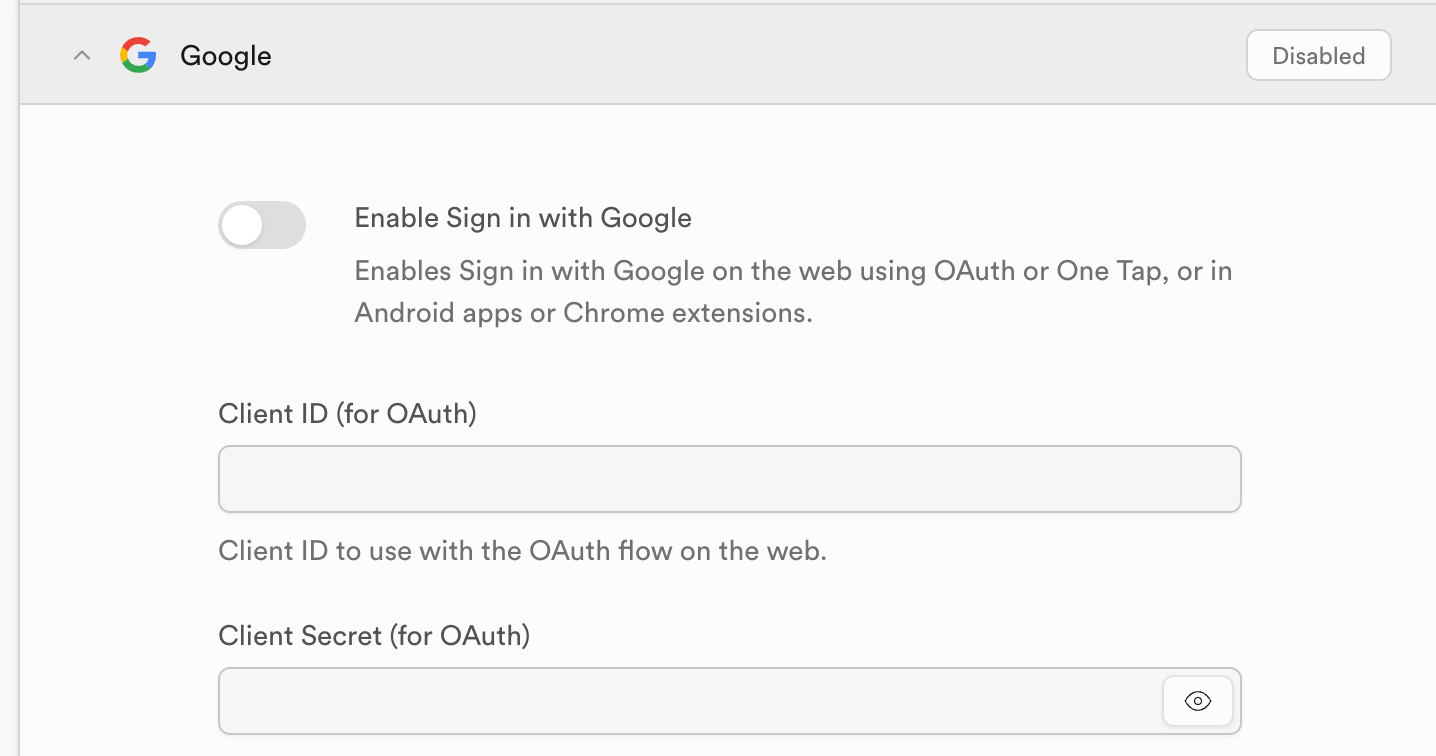 Google
Disabled
Enable Sign in with Google
Enables Sign in with Google on the web using OAuth or One Tap, or in
Android apps or Chrome extensions.
Client ID (for OAuth)
Client ID to use with the OAuth flow on the web.
Client Secret (for OAuth)